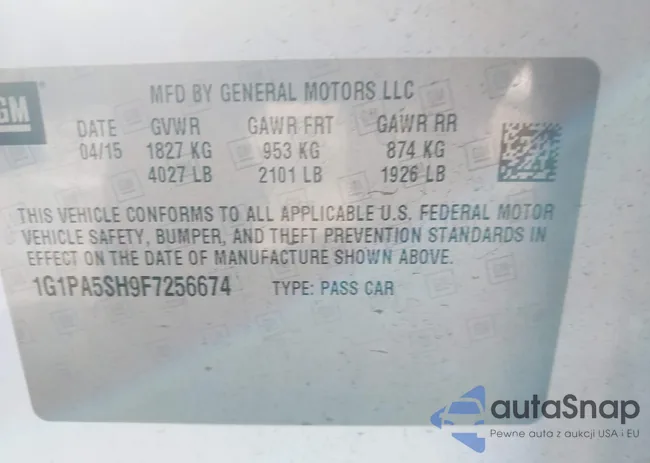 GM
MFD BY GENERAL MOTORS LLC
DATE GVWR GAWR FRT GAWR RR
04/15 1827 KG 953 KG 874 KG
4027 LB 2101 LB 1926 LB
THIS VEHICLE CONFORMS TO ALL APPLICABLE U.S. FEDERAL MOTOR
VEHICLE SAFETY, BUMPER, AND THEFT PREVENTION STANDARDS IN
EFFECT ON THE DATE OF MANUFACTURE SHOWN ABOVE.
1G1PA5SH9F7256674 TYPE: PASS CAR
autaSnap
Pewne auta z aukcji USA i EU